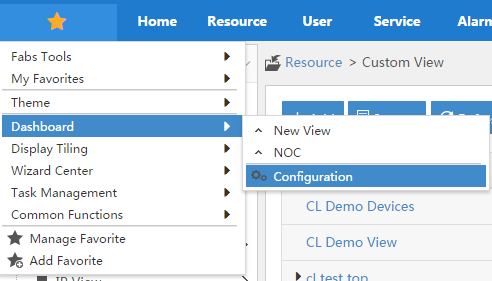 Home Resource User Service Alarm
Fabs Tools
My Favorites
Theme
Dashboard
Display Tiling
Wizard Center
Task Management
Common Functions
Manage Favorite
Add Favorite
Resource > Custom View
New View
NOC
Configuration
CL Demo Devices
CL Demo View
cl test top
IP View